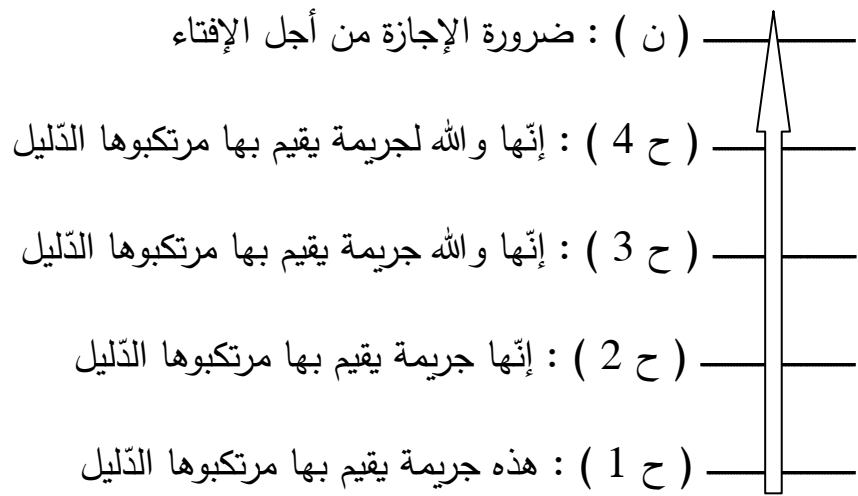 ( ن ) : ضرورة الإجازة من أجل الإفتاء
( ح 4 ) : إنّها والله لجريمة يقيم بها مرتكبوها الدّليل
( ح 3 ) : إنّها والله جريمة يقيم بها مرتكبوها الدّليل
( ح 2 ) : إنّها جريمة يقيم بها مرتكبوها الدّليل
( ح 1 ) : هذه جريمة يقيم بها مرتكبوها الدّليل